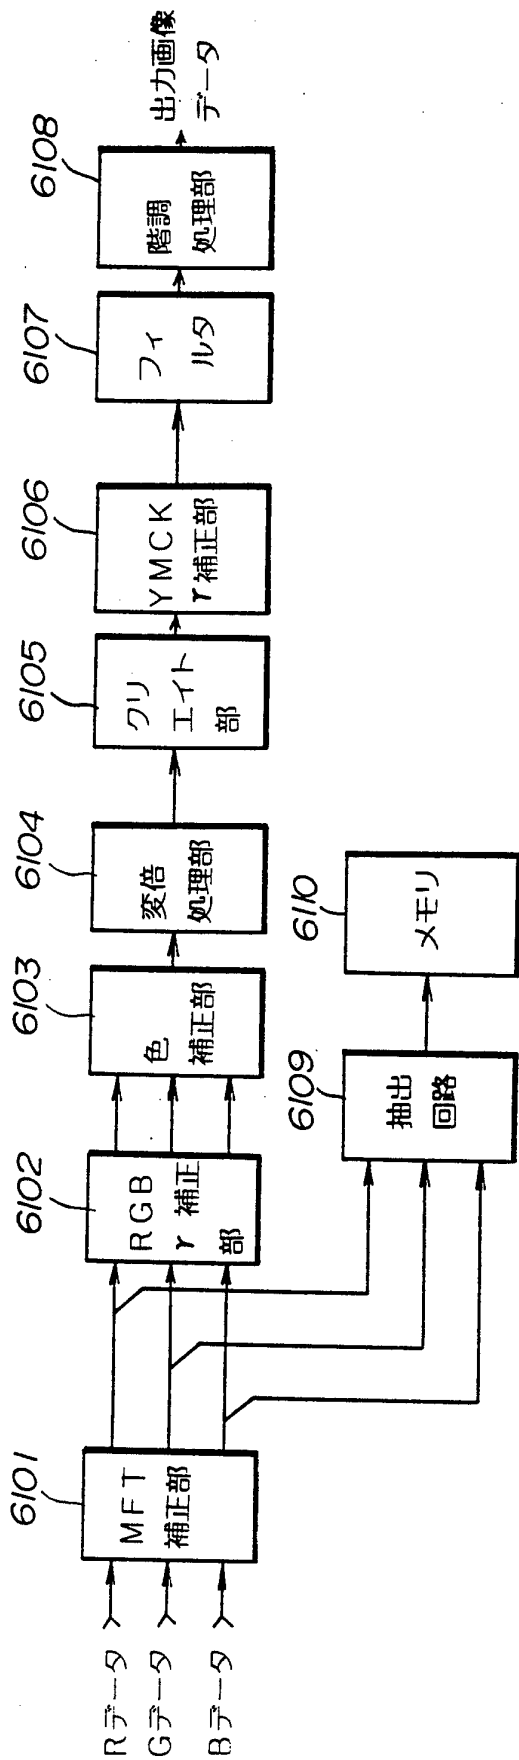 Rデータ
Gデータ
Bデータ
6101
MFT
補正部
6102
RGB
γ補正
部
6103
色
補正部
6104
変倍
処理部
6105
クリ
エイト
部
6106
YMCK
γ補正部
6107
フィ
ルタ
6108
階調
処理部
出力画像
データ
6109
抽出
回路
6110
メモリ